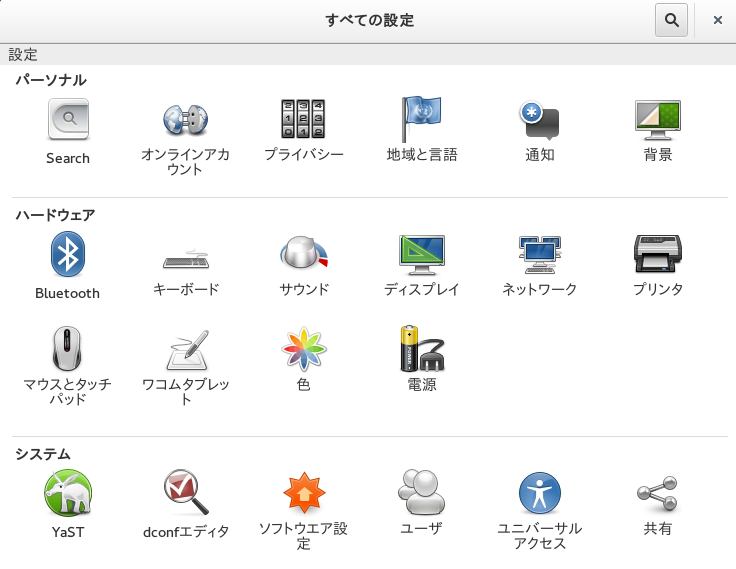 すべての設定
設定
パーソナル
Search
オンラインアカ
ウント
プライバシー
地域と言語
通知
背景
ハードウェア
Bluetooth
キーボード
サウンド
ディスプレイ
ネットワーク
プリンタ
マウスとタッチ
パッド
ワコムタブレッ
ト
色
電源
システム
YaST
dconfエディタ
ソフトウエア設
定
ユーザ
ユニバーサル
アクセス
共有